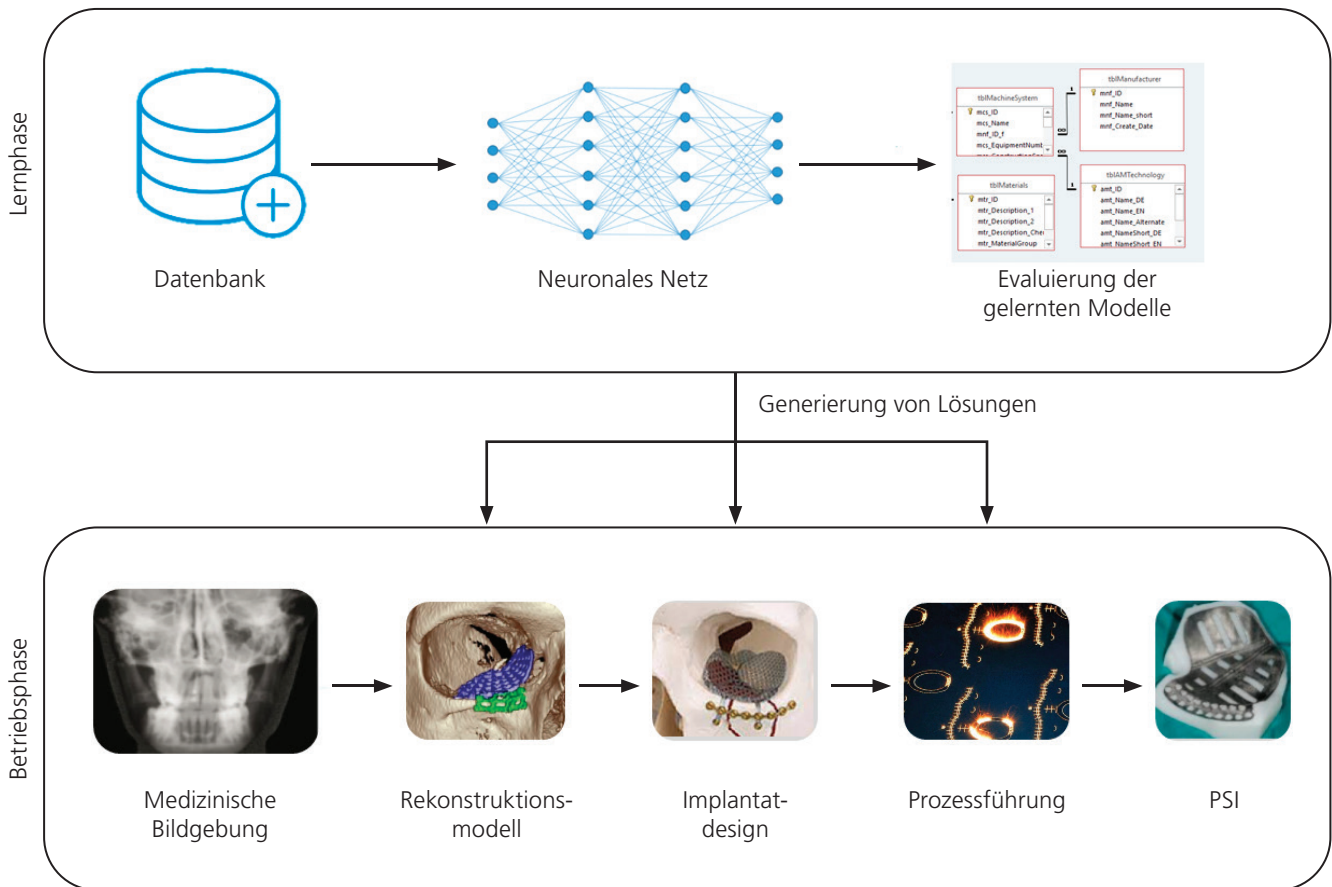 Lernphase
tblMachineSystem
mcs_ID
mcs_Name
mnf_ID_f
mcs_EquipmentNuml
tblManufacturer
mnf_ID
mnf_Name
mnf_Name_short
mnf_Create_Date
tblMaterials
mtr_ID
mtr_Description_1
mtr_Description_2
mtr_Description_Che
mtr_MaterialGroup
tblAMTechnology
amt_ID
amt_Name_DE
amt_Name_EN
amt_Name_Alternate
amt_NameShort_DE
amt_NameShort_EN
Datenbank
Neuronales Netz
Evaluierung der
gelernten Modelle
Generierung von Lösungen
Betriebsphase
Medizinische
Bildgebung
Rekonstruktions-
modell
Implantat-
design
Prozessführung
PSI